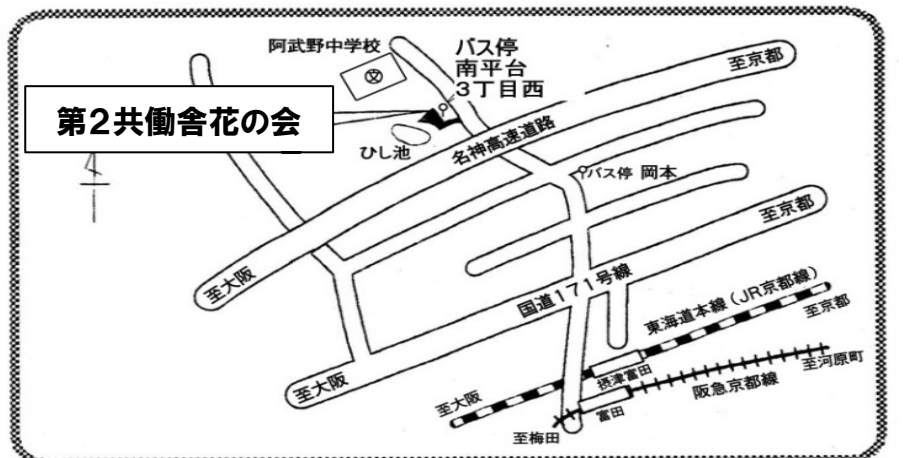 阿武野中学校
バス停
南平台
3丁目西
至京都
第2共働舎花の会
ひし池
名神高速道路
バス停 岡本
至京都
至大阪
国道171号線
東海道本線(JR京都線)
至京都
至大阪
摂津富田
至河原町
至大阪
阪急京都線
富田
至梅田